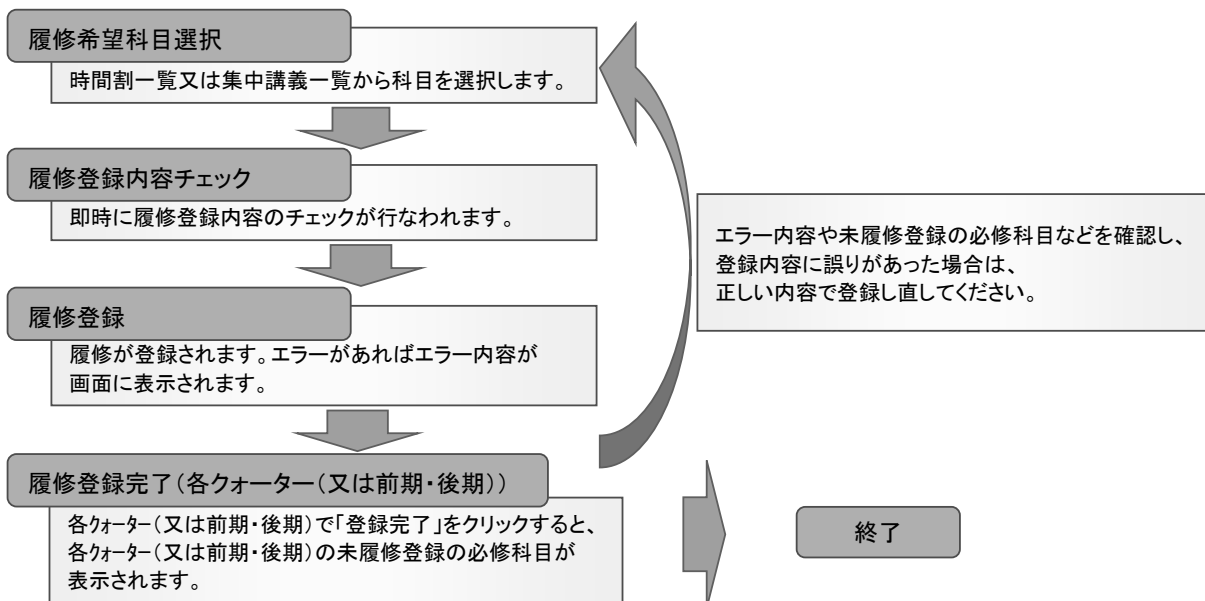 履修希望科目選択
時間割一覧又は集中講義一覧から科目を選択します。
履修登録内容チェック
即時に履修登録内容のチェックが行なわれます。
エラー内容や未履修登録の必修科目などを確認し、
登録内容に誤りがあった場合は、
正しい内容で登録し直してください。
履修登録
履修が登録されます。エラーがあればエラー内容が
画面に表示されます。
履修登録完了（各クォーター（又は前期・後期））
各ｸｫｰﾀｰ（又は前期・後期）で「登録完了」をクリックすると、
各ｸｫｰﾀｰ（又は前期・後期）の未履修登録の必修科目が
表示されます。
終了